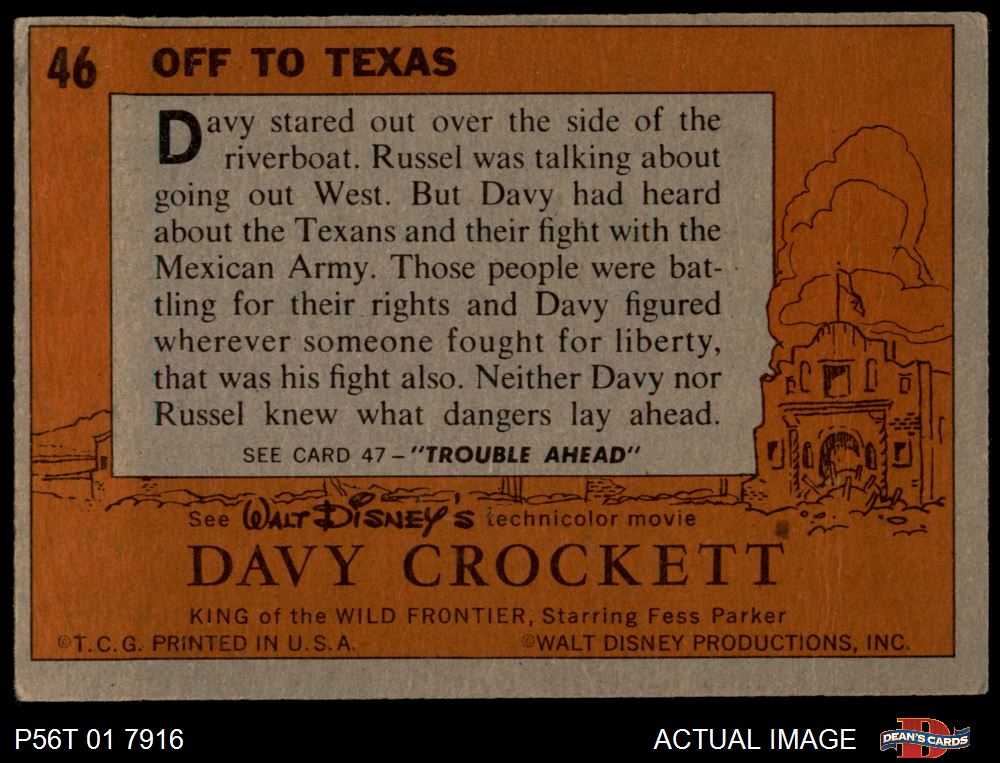 46 OFF TO TEXAS
Davy stared out over the side of the
riverboat. Russel was talking about
going out West. But Davy had heard
about the Texans and their fight with the
Mexican Army. Those people were bat-
tling for their rights and Davy figured
wherever someone fought for liberty,
that was his fight also. Neither Davy nor
Russel knew what dangers lay ahead.
SEE CARD 47 – "TROUBLE AHEAD"
See WALT DISNEY'S technicolor movie
DAVY CROCKETT
KING of the WILD FRONTIER, Starring Fess Parker
©T.C.G. PRINTED IN U.S.A. ©WALT DISNEY PRODUCTIONS, INC.
P56T 01 7916 ACTUAL IMAGE D DEAN'S CARDS